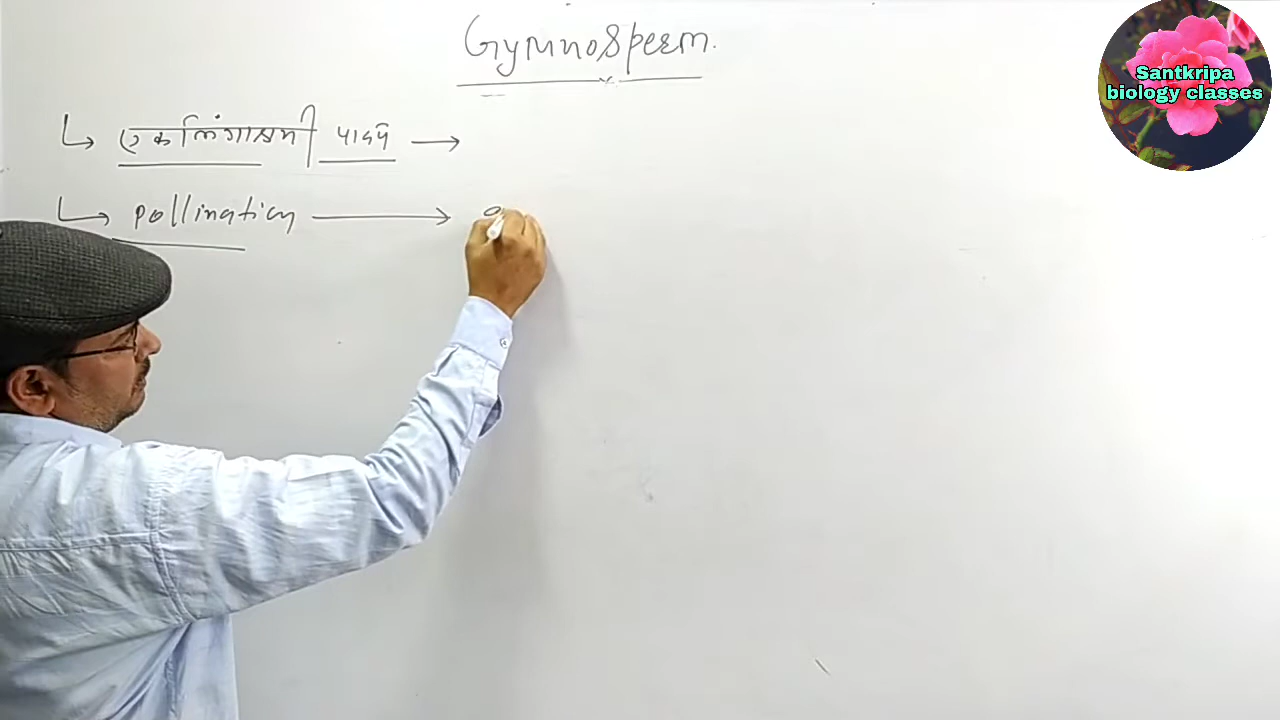 Gymnosperm.
एकलिंगाश्रयी पादप →
pollination →
Santkripa
biology classes